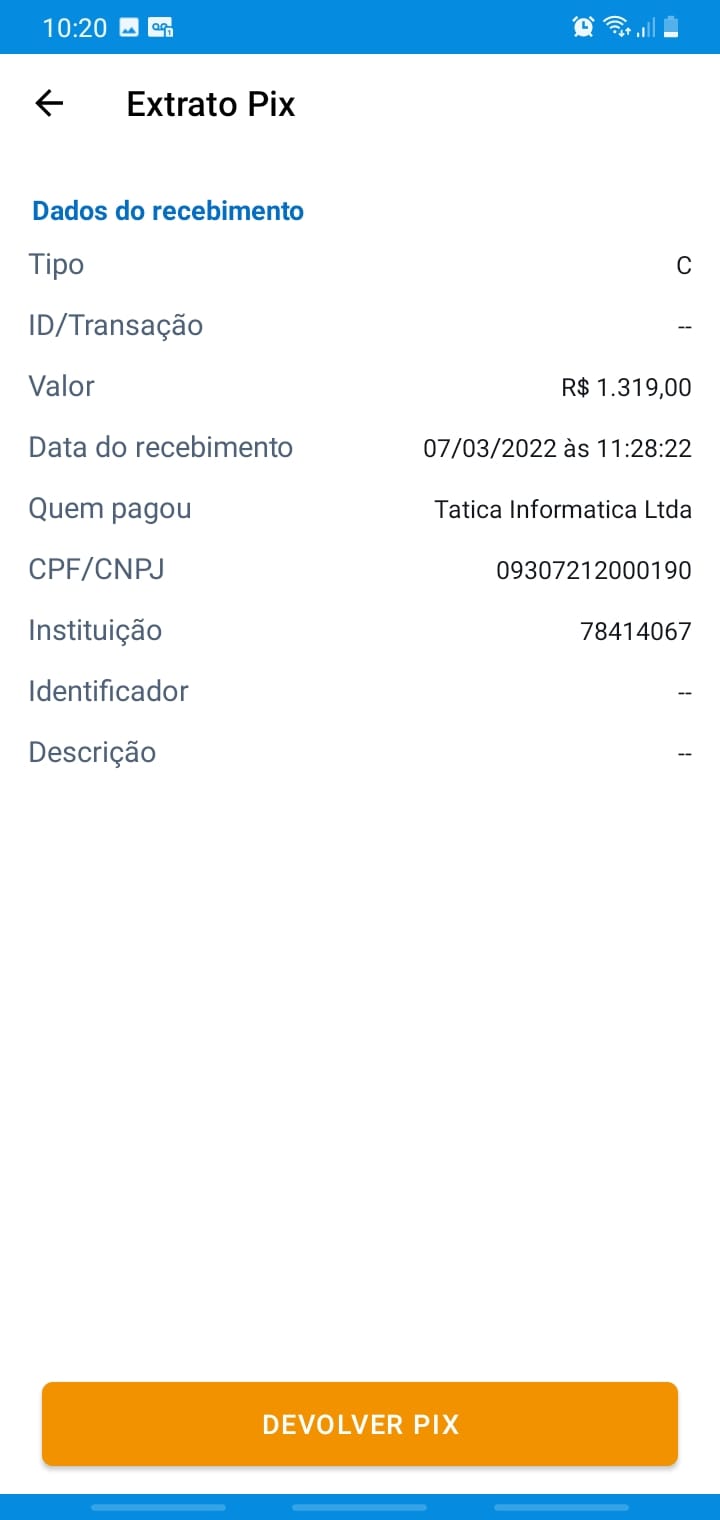 10:20
Extrato Pix
Dados do recebimento
Tipo C
ID/Transação --
Valor R$ 1.319,00
Data do recebimento 07/03/2022 às 11:28:22
Quem pagou Tatica Informatica Ltda
CPF/CNPJ 09307212000190
Instituição 78414067
Identificador --
Descrição --
DEVOLVER PIX